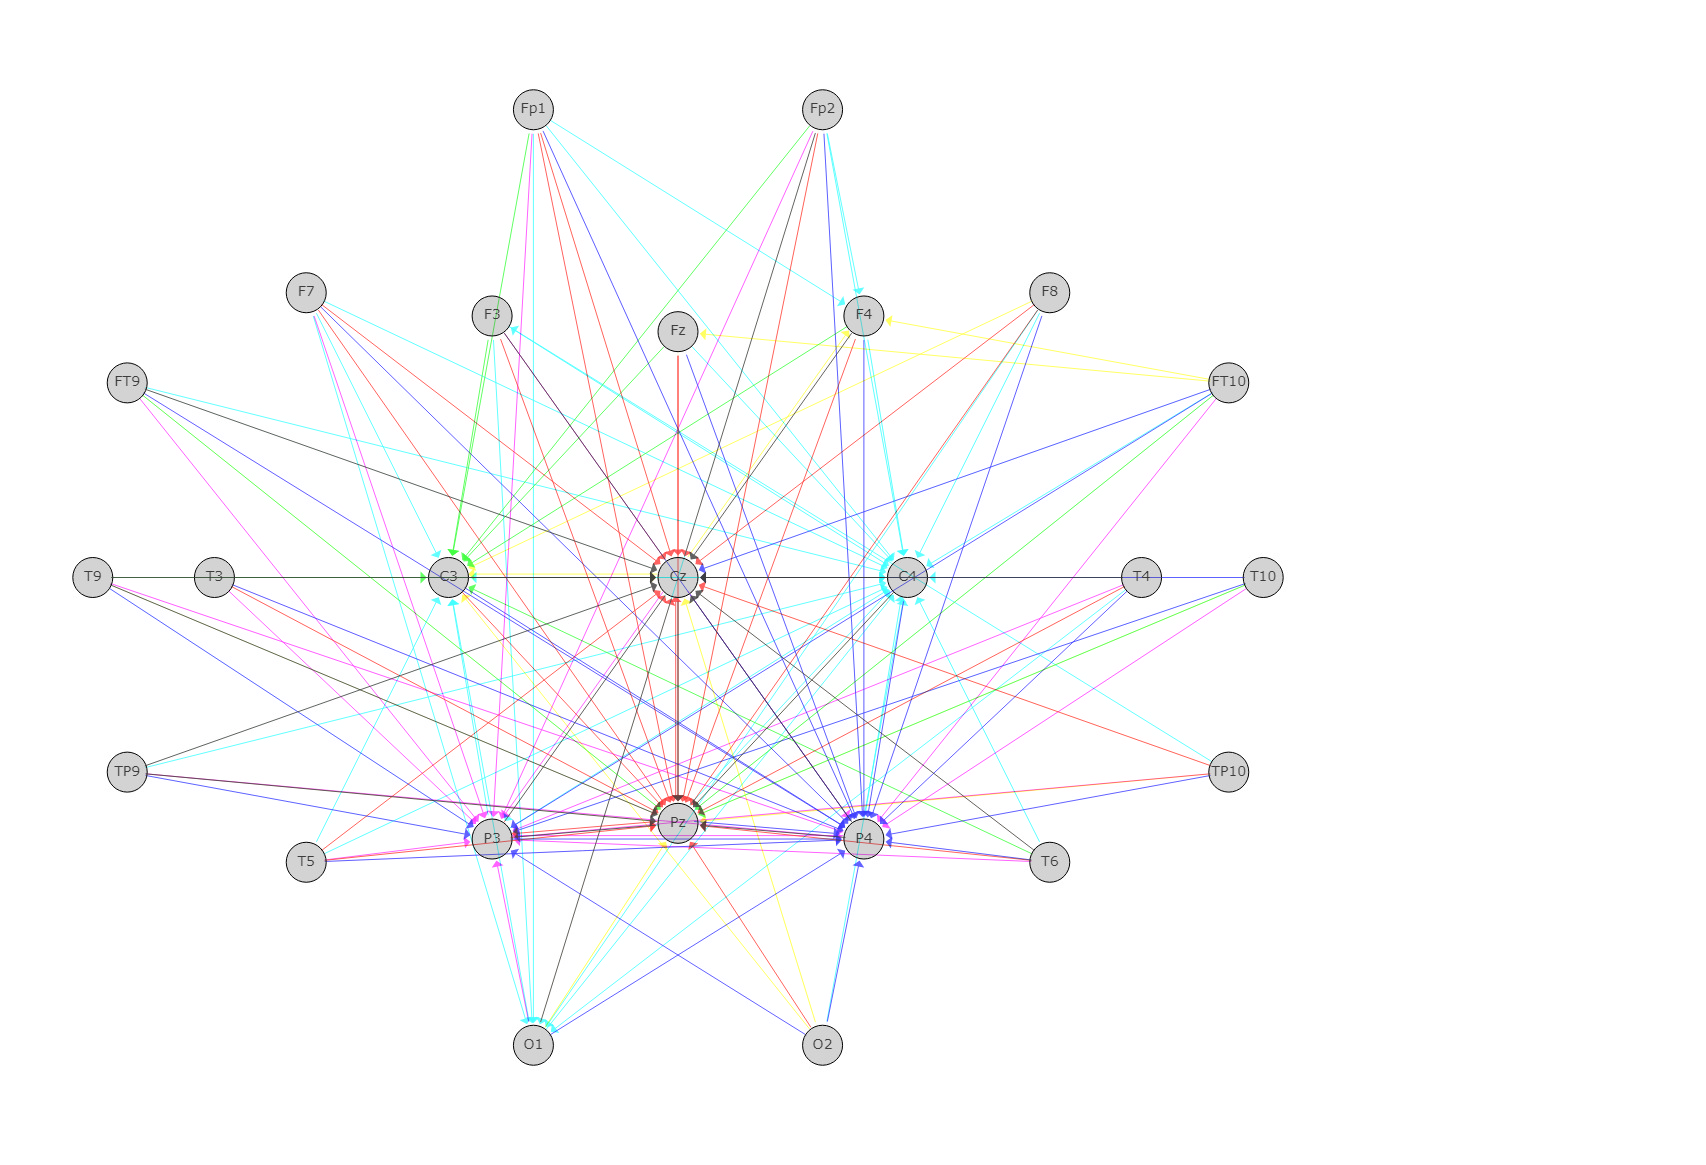 Fp1 Fp2
F7 F3 Fz F4 F8
FT9 FT10
T9 T3 C3 Cz C4 T4 T10
TP9 TP10
T5 P3 Pz P4 T6
O1 O2